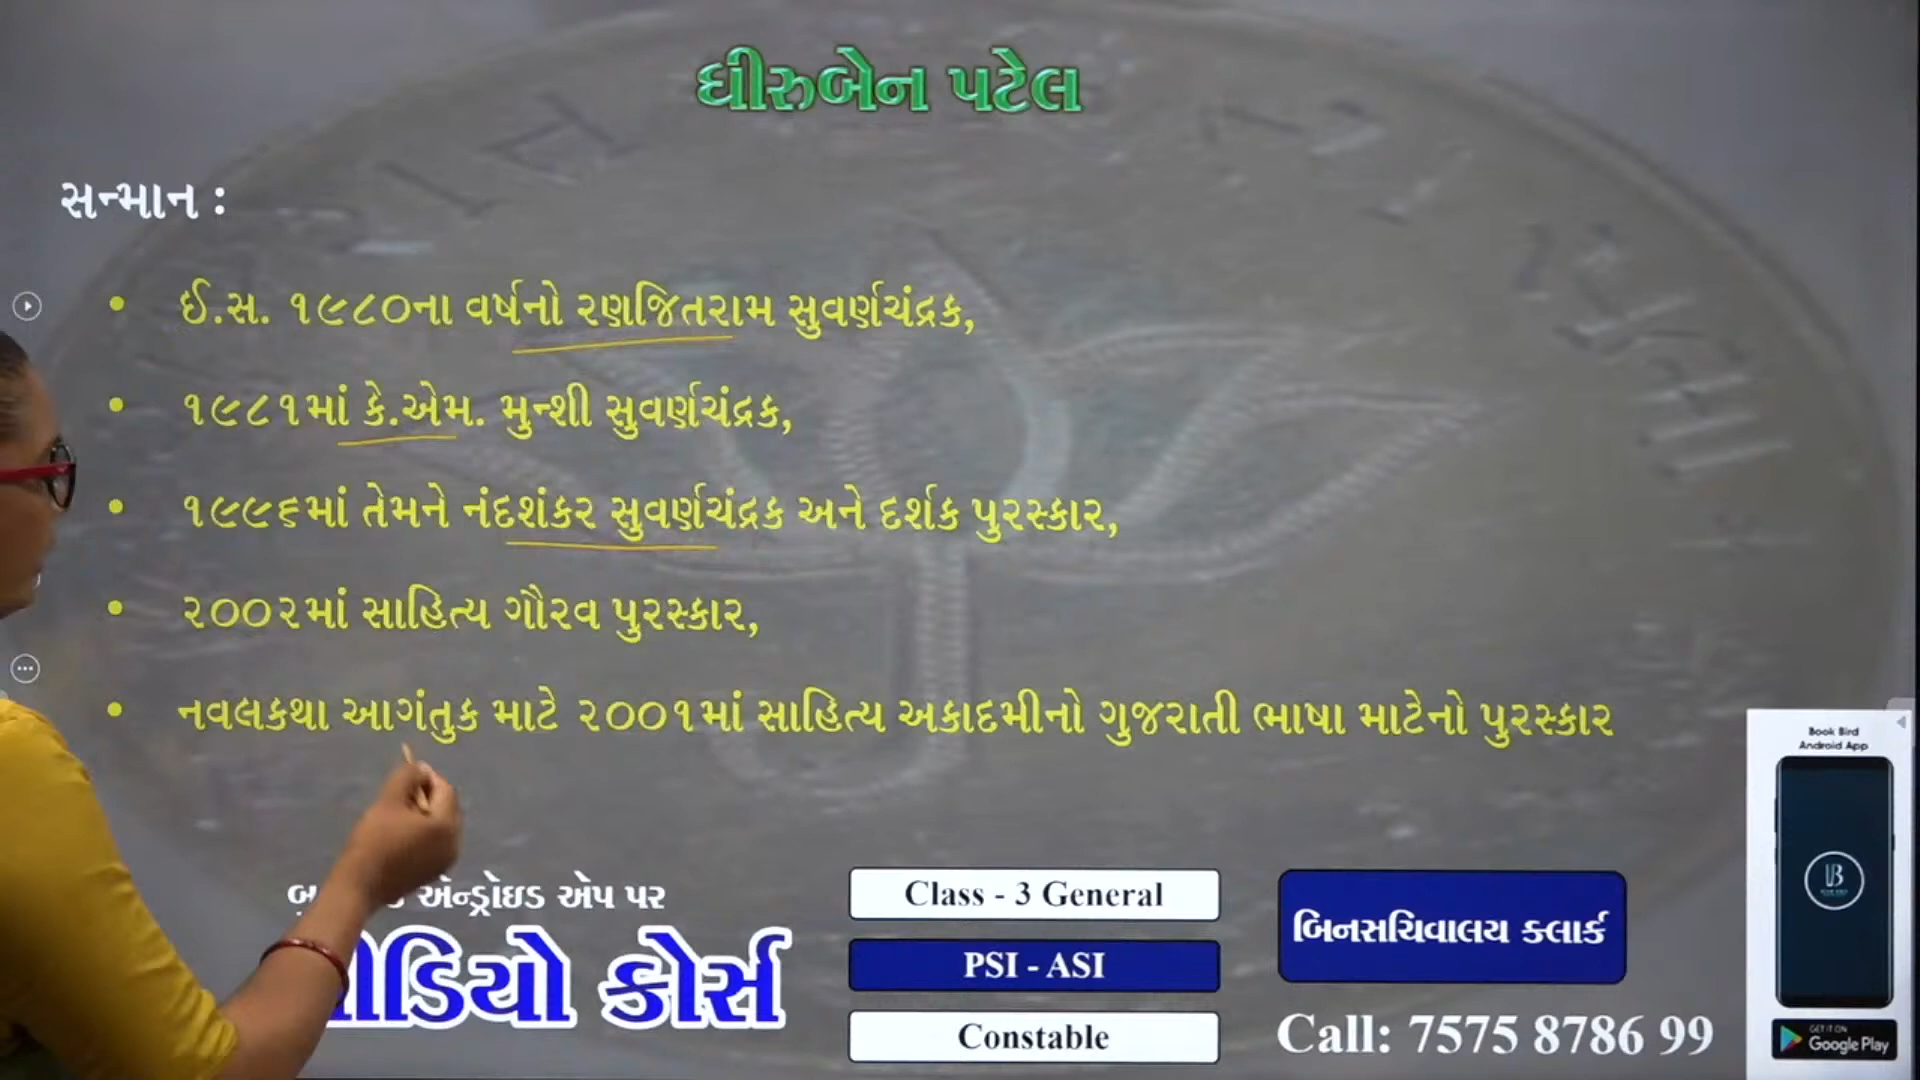 ધીરુબેન પટેલ
સન્માન :
• ઈ.સ. ૧૯૮૦ના વર્ષનો રણજિતરામ સુવર્ણચંદ્રક,
• ૧૯૮૧માં કે.એમ. મુન્શી સુવર્ણચંદ્રક,
• ૧૯૯૬માં તેમને નંદશંકર સુવર્ણચંદ્રક અને દર્શક પુરસ્કાર,
• ૨૦૦૨માં સાહિત્ય ગૌરવ પુરસ્કાર,
• નવલકથા આગંતુક માટે ૨૦૦૧માં સાહિત્ય અકાદમીનો ગુજરાતી ભાષા માટેનો પુરસ્કાર
એન્ડ્રોઇડ એપ પર
કોર્સ
Class - 3 General
PSI - ASI
Constable
બિનસચિવાલય ક્લાર્ક
Call: 7575 8786 99
Book Bird
Android App
GET IT ON
Google Play